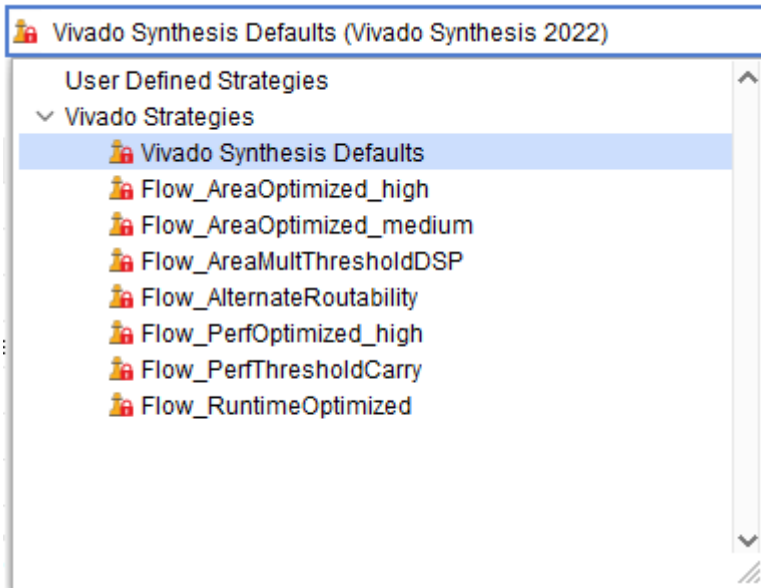 Vivado Synthesis Defaults (Vivado Synthesis 2022)
User Defined Strategies
Vivado Strategies
Vivado Synthesis Defaults
Flow_AreaOptimized_high
Flow_AreaOptimized_medium
Flow_AreaMultThresholdDSP
Flow_AlternateRoutability
Flow_PerfOptimized_high
Flow_PerfThresholdCarry
Flow_RuntimeOptimized